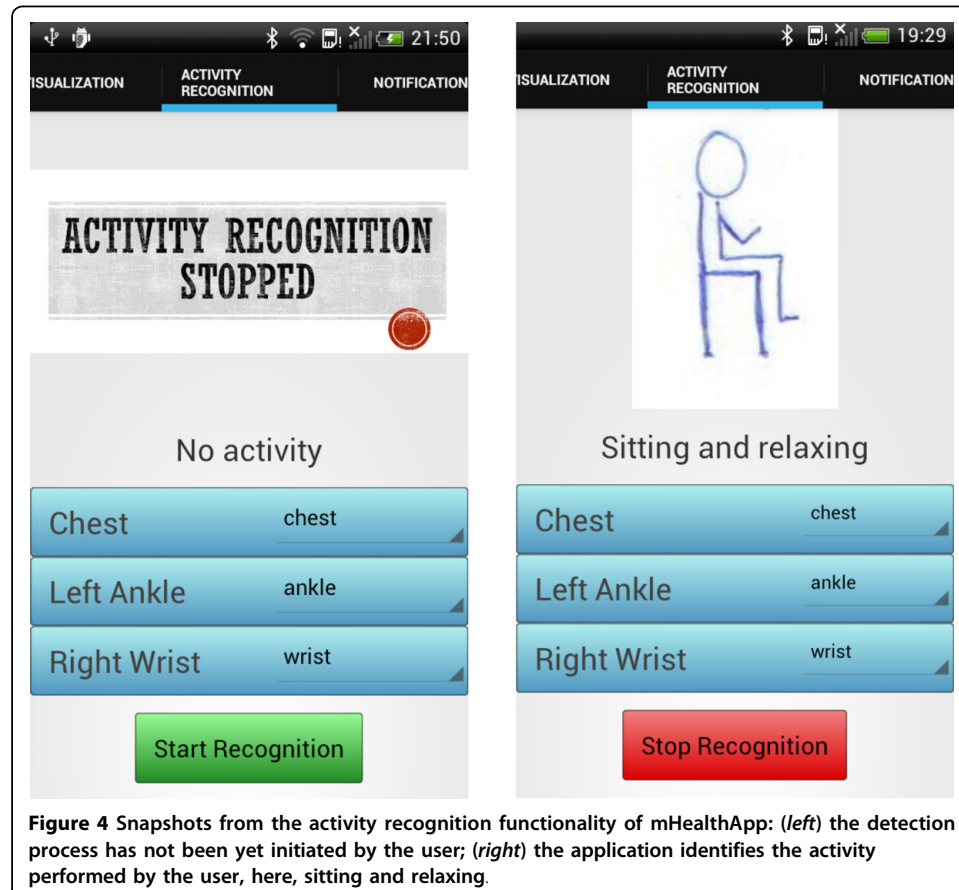 21:50
ISUALIZATION
ACTIVITY
RECOGNITION
NOTIFICATION
ACTIVITY RECOGNITION
STOPPED
No activity
Chest chest
Left Ankle ankle
Right Wrist wrist
Start Recognition
19:29
ISUALIZATION
ACTIVITY
RECOGNITION
NOTIFICATION
Sitting and relaxing
Chest chest
Left Ankle ankle
Right Wrist wrist
Stop Recognition
Figure 4 Snapshots from the activity recognition functionality of mHealthApp: (left) the detection
process has not been yet initiated by the user; (right) the application identifies the activity
performed by the user, here, sitting and relaxing.